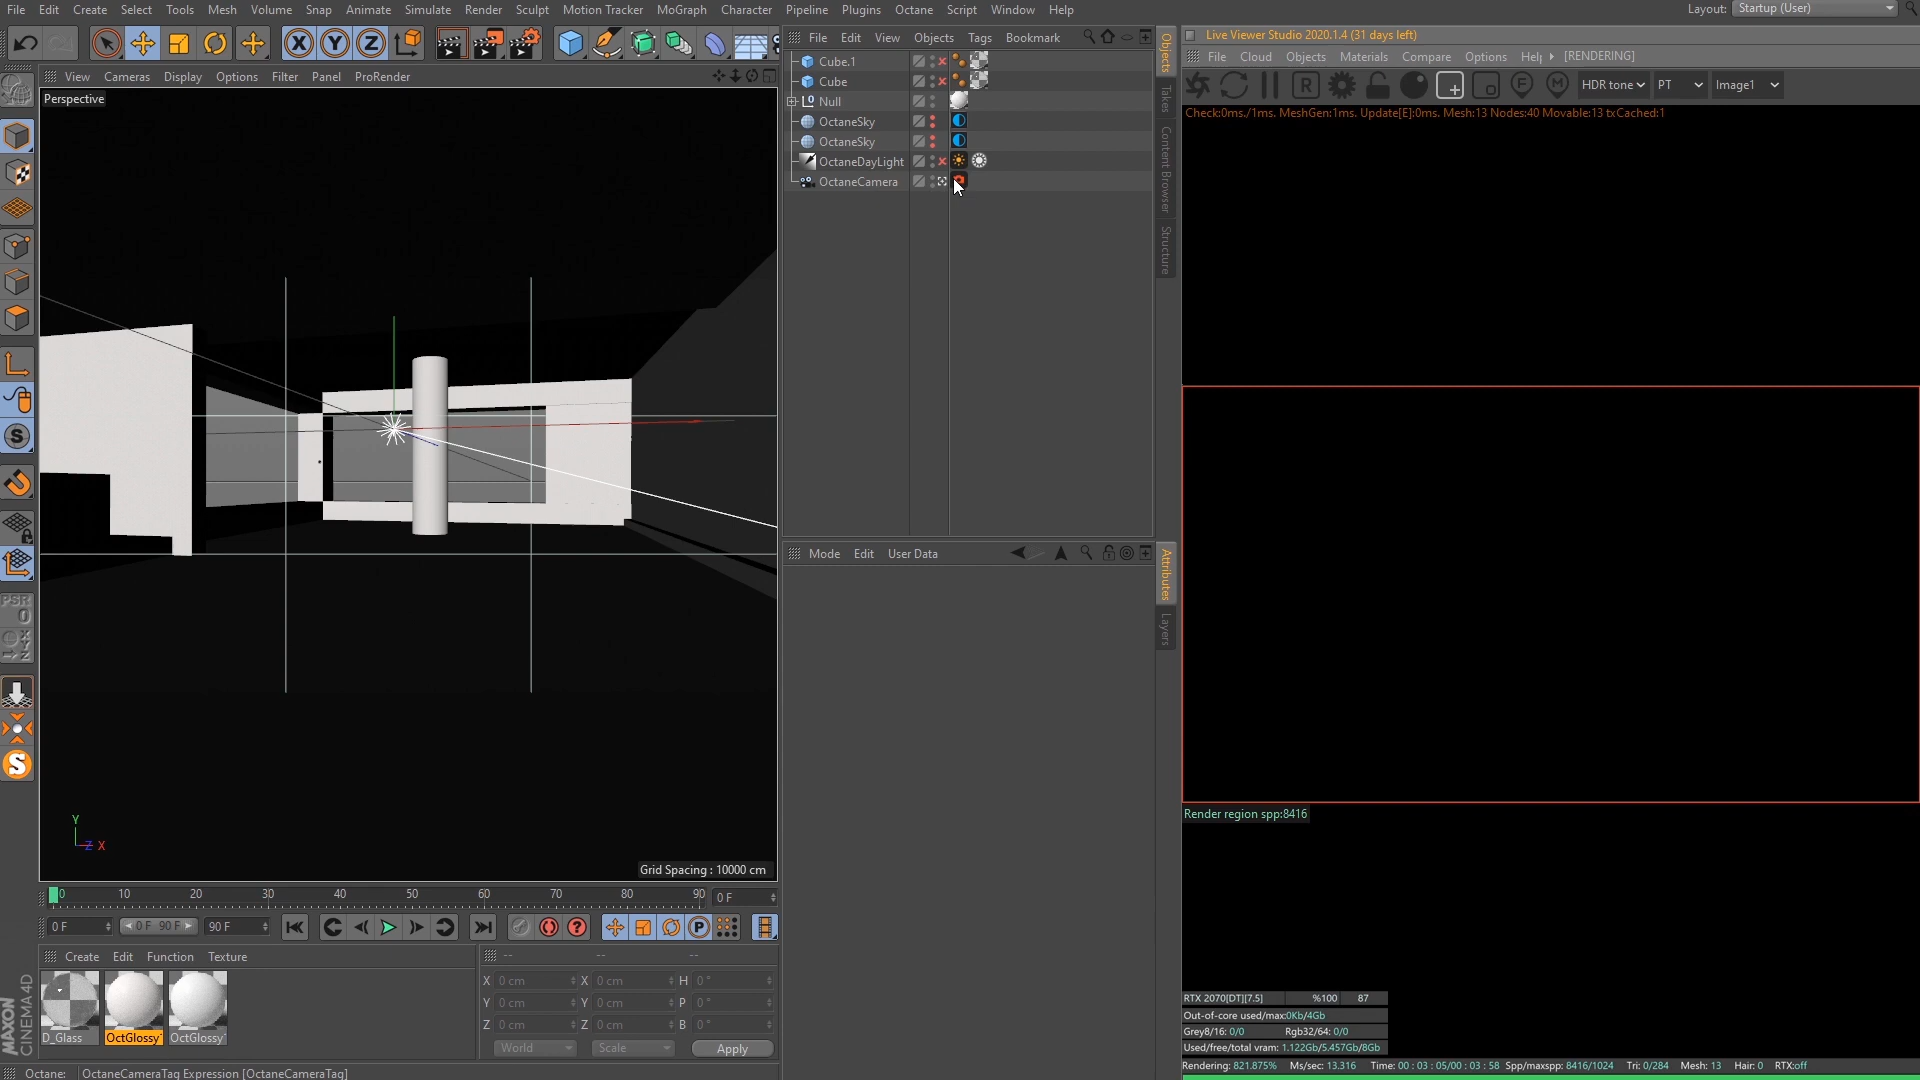 File Edit Create Select Tools Mesh Volume Snap Animate Simulate Render Sculpt Motion Tracker MoGraph Character Pipeline Plugins Octane Script Window Help Layout: Startup (User)
File Edit View Objects Tags Bookmark
Live Viewer Studio 2020.1.4 (31 days left)
File Cloud Objects Materials Compare Options Help [RENDERING]
View Cameras Display Options Filter Panel ProRender
HDR tone PT Image1
Perspective
Check:0ms./1ms. MeshGen:1ms. Update[E]:0ms. Mesh:13 Nodes:40 Movable:13 txCached:1
Cube.1
Cube
Null
OctaneSky
OctaneSky
OctaneDayLight
OctaneCamera
Objects
Takes
Content Browser
Structure
Mode Edit User Data
Attributes
Layers
PSR
0
Y
Z X
Grid Spacing : 10000 cm
Render region spp:8416
0 10 20 30 40 50 60 70 80 90 0 F
0 F 0 F 90 F 90 F
Create Edit Function Texture
-- -- --
X 0 cm X 0 cm H 0 °
Y 0 cm Y 0 cm P 0 °
Z 0 cm Z 0 cm B 0 °
World Scale Apply
D_Glass OctGlossy OctGlossy
MAXON
CINEMA4D
RTX 2070[DT][7.5] %100 87
Out-of-core used/max:0Kb/4Gb
Grey8/16: 0/0 Rgb32/64: 0/0
Used/free/total vram: 1.122Gb/5.457Gb/8Gb
Rendering: 821.875% Ms/sec: 13.316 Time: 00 : 03 : 05/00 : 03 : 58 Spp/maxspp: 8416/1024 Tri: 0/284 Mesh: 13 Hair: 0 RTX:off
Octane: OctaneCameraTag Expression [OctaneCameraTag]